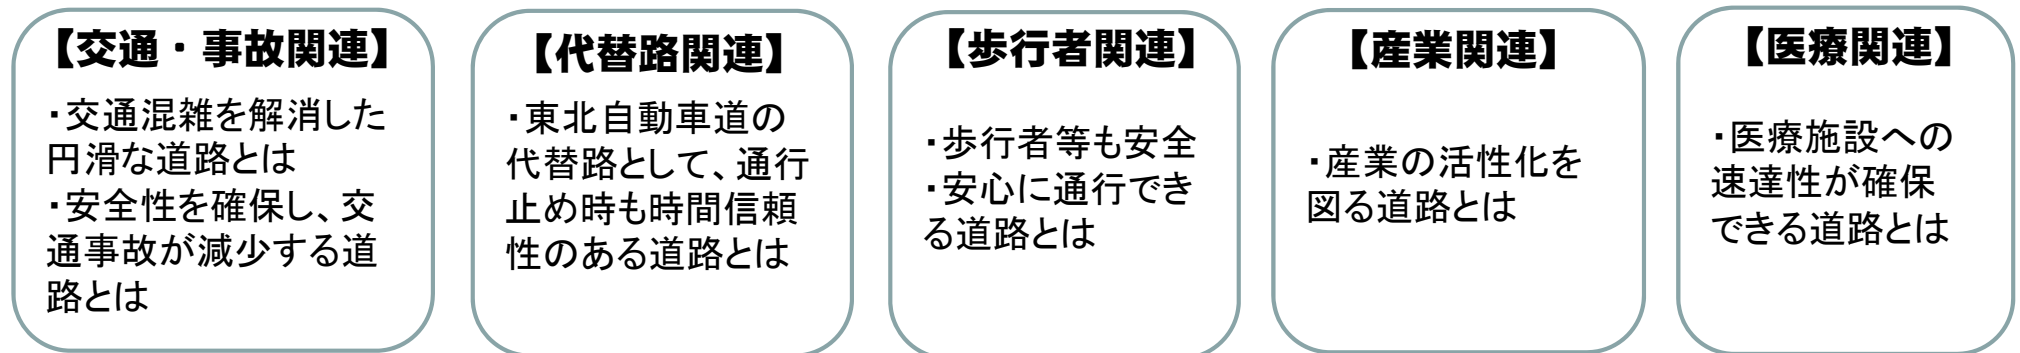 【交通・事故関連】
・交通混雑を解消した
円滑な道路とは
・安全性を確保し、交
通事故が減少する道
路とは
【代替路関連】
・東北自動車道の
代替路として、通行
止め時も時間信頼
性のある道路とは
【歩行者関連】
・歩行者等も安全
・安心に通行でき
る道路とは
【産業関連】
・産業の活性化を
図る道路とは
【医療関連】
・医療施設への
速達性が確保
できる道路とは